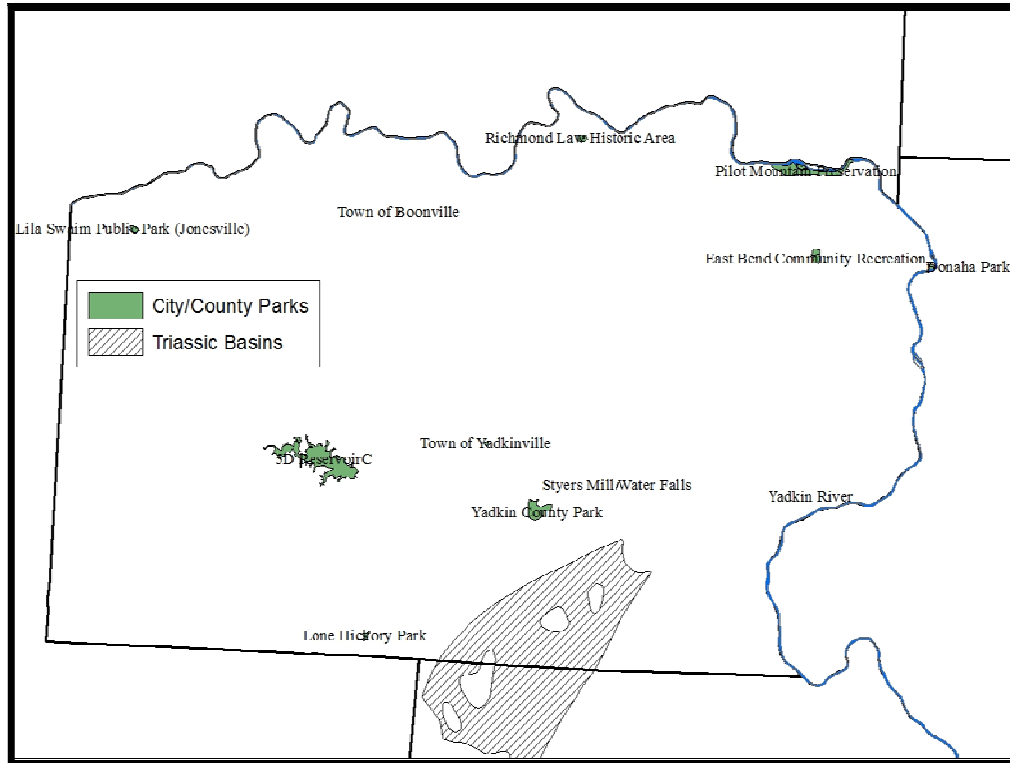 Richmond Law Historic Area
Pilot Mountain Preservation
Town of Boonville
Lila Swaim Public Park (Jonesville)
East Bend Community Recreation
Donaha Park
City/County Parks
Triassic Basins
Town of Yadkinville
5D ReservoirC
Styers Mill/Water Falls
Yadkin River
Yadkin County Park
Lone Hickory Park